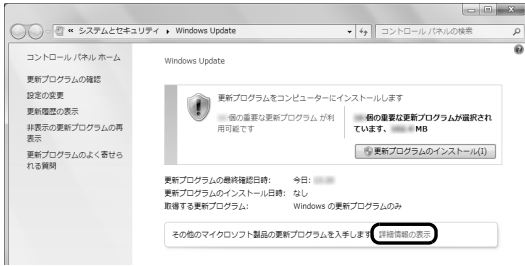 « システムとセキュリティ ▸ Windows Update
コントロール パネルの検索
コントロール パネル ホーム
更新プログラムの確認
設定の変更
更新履歴の表示
非表示の更新プログラムの再
表示
更新プログラムのよく寄せら
れる質問
Windows Update
更新プログラムをコンピューターにインストールします
個の重要な更新プログラム が利
用可能です
個の重要な更新プログラムが選択され
ています、 MB
更新プログラムのインストール(I)
更新プログラムの最終確認日時: 今日:
更新プログラムのインストール日時: なし
取得する更新プログラム: Windows の更新プログラムのみ
その他のマイクロソフト製品の更新プログラムを入手します 詳細情報の表示